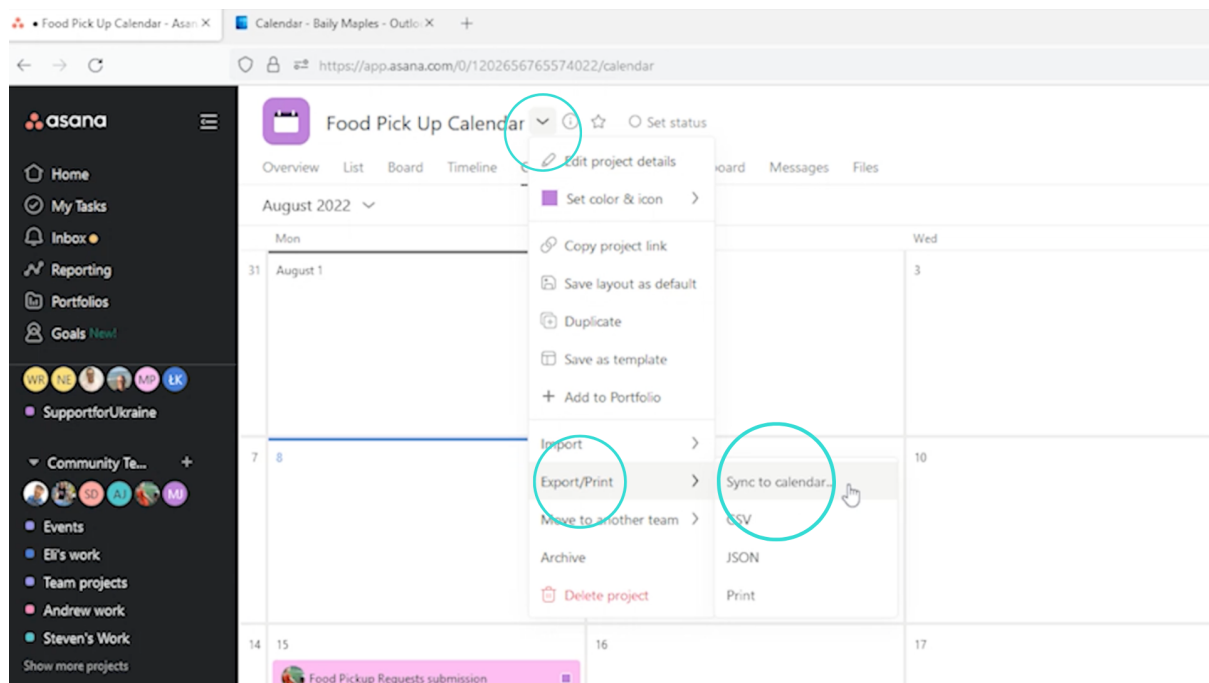 • Food Pick Up Calendar - Asan
Calendar - Baily Maples - Outlo
https://app.asana.com/0/1202656765574022/calendar
asana
Home
My Tasks
Inbox
Reporting
Portfolios
Goals New!
WR NE MP ŁK
SupportforUkraine
Community Te...
SD AJ MJ
Events
Eli's work
Team projects
Andrew work
Steven's Work
Show more projects
Food Pick Up Calendar
Set status
Overview List Board Timeline Messages Files
August 2022
Mon Wed
31 August 1 3
7 8 10
14 15 16 17
Food Pickup Requests submission
Edit project details
Set color & icon
Copy project link
Save layout as default
Duplicate
Save as template
Add to Portfolio
Import
Export/Print
Move to another team
Archive
Delete project
Sync to calendar...
CSV
JSON
Print